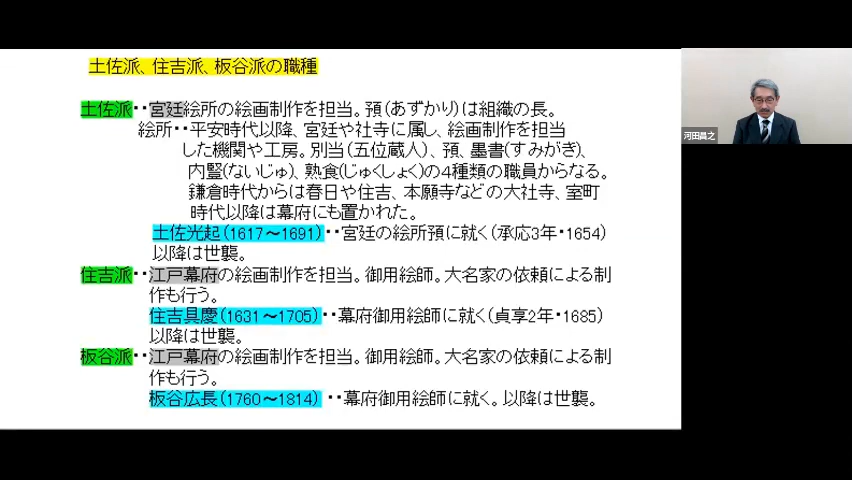 土佐派、住吉派、板谷派の職種
土佐派・・宮廷絵所の絵画制作を担当。預(あずかり)は組織の長。
絵所・・平安時代以降、宮廷や社寺に属し、絵画制作を担当
した機関や工房。別当(五位蔵人)、預、墨書(すみがき)、
内竪(ないじゅ)、熟食(じゅくしょく)の4種類の職員からなる。
鎌倉時代からは春日や住吉、本願寺などの大社寺、室町
時代以降は幕府にも置かれた。
土佐光起(1617～1691)・・宮廷の絵所預に就く(承応3年・1654)
以降は世襲。
住吉派・・江戸幕府の絵画制作を担当。御用絵師。大名家の依頼による制
作も行う。
住吉具慶(1631～1705)・・幕府御用絵師に就く(貞享2年・1685)
以降は世襲。
板谷派・・江戸幕府の絵画制作を担当。御用絵師。大名家の依頼による制
作も行う。
板谷広長(1760～1814)・・幕府御用絵師に就く。以降は世襲。
河田昌之